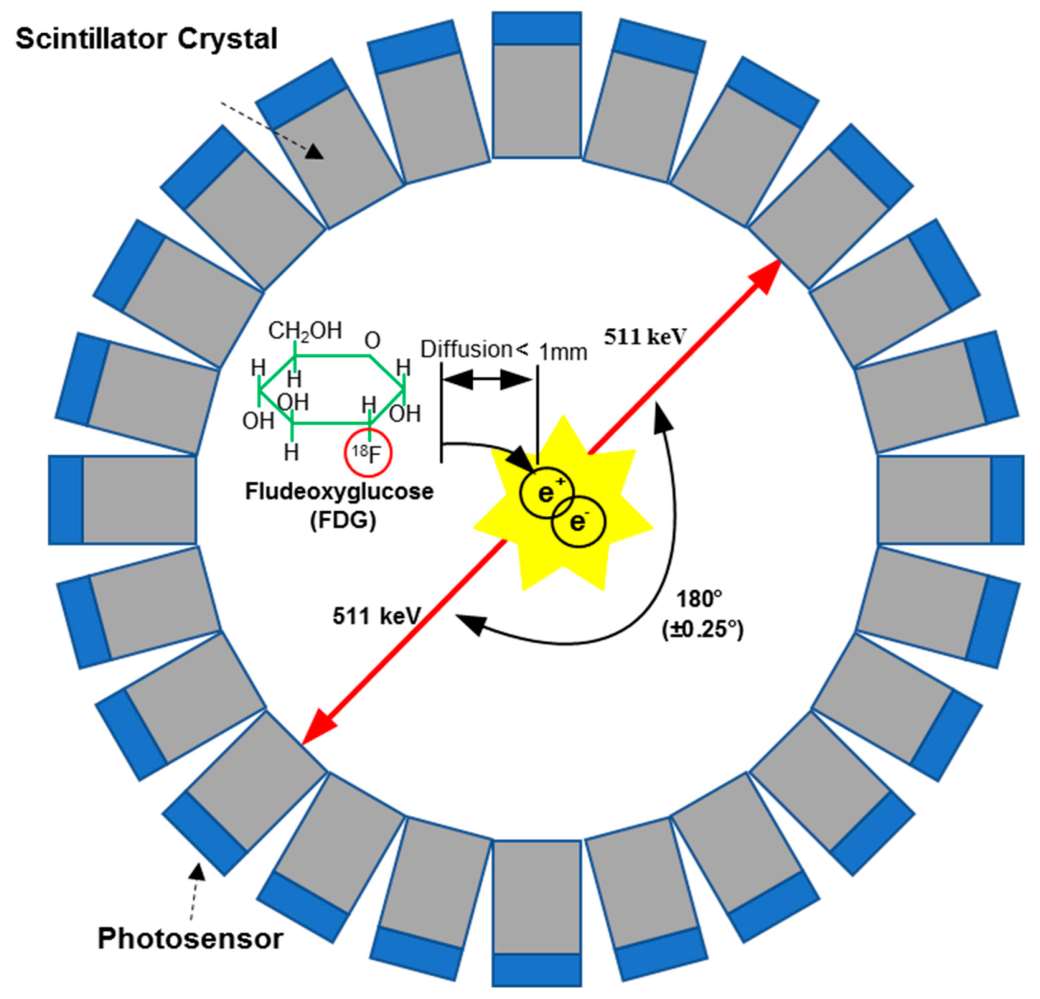 Scintillator Crystal
CH₂OH
O
Diffusion< 1mm
511 keV
H
H
H
OH
H
OH
OH
H
¹⁸F
e⁺
e⁻
Fludeoxyglucose
(FDG)
511 keV
180°
(±0.25°)
Photosensor